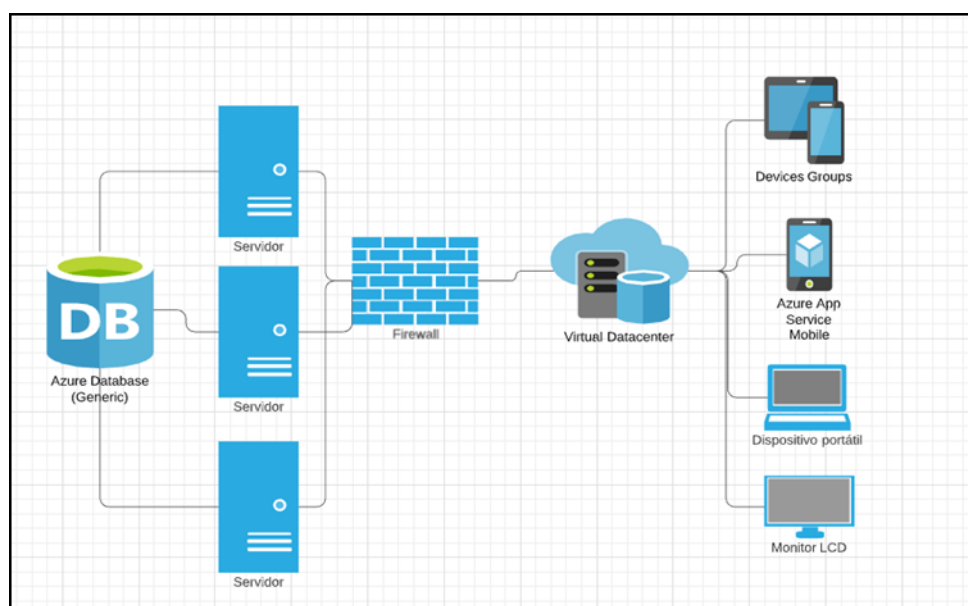 Servidor
DB
Azure Database
(Generic)
Servidor
Servidor
Firewall
Virtual Datacenter
Devices Groups
Azure App
Service
Mobile
Dispositivo portátil
Monitor LCD